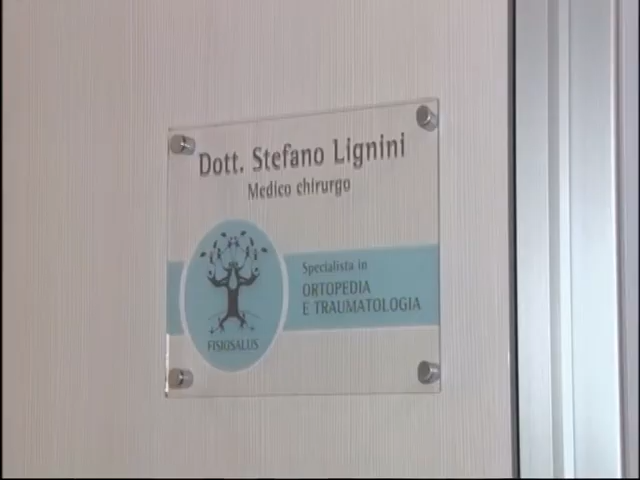 Dott. Stefano Lignini
Medico chirurgo
Specialista in
ORTOPEDIA
E TRAUMATOLOGIA
FISIOSALUS